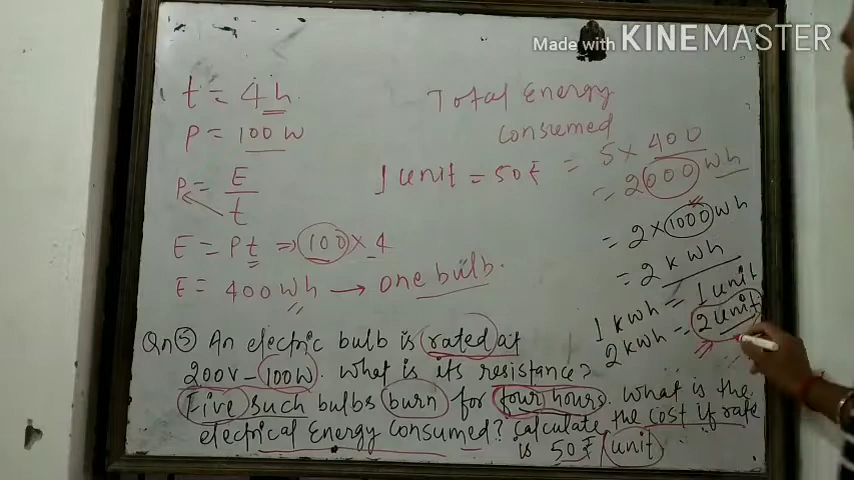 Made with KINEMASTER
t = 4h
P = 100 W
P = E/t
E = Pt ⇒ 100 × 4
E = 400 Wh → one bulb.
Total Energy
consumed
1 unit = 50₹
= 5 × 400
= 2000 Wh
= 2 × 1000 Wh
= 2 kWh
1 kWh = 1 unit
2 kWh = 2 unit
Qn ⑤ An electric bulb is rated at
200V – 100W. What is its resistance?
Five such bulbs burn for four hours. What is the
electrical Energy consumed? Calculate the cost if rate
is 50₹/unit